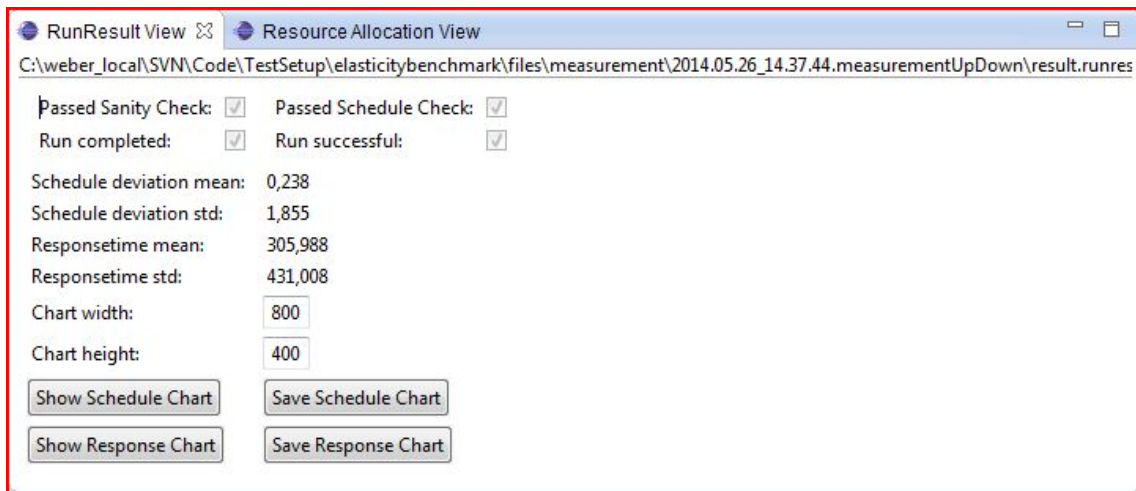 RunResult View Resource Allocation View
C:\weber_local\SVN\Code\TestSetup\elasticitybenchmark\files\measurement\2014.05.26_14.37.44.measurementUpDown\result.runres
Passed Sanity Check: Passed Schedule Check:
Run completed: Run successful:
Schedule deviation mean: 0,238
Schedule deviation std: 1,855
Responsetime mean: 305,988
Responsetime std: 431,008
Chart width: 800
Chart height: 400
Show Schedule Chart Save Schedule Chart
Show Response Chart Save Response Chart